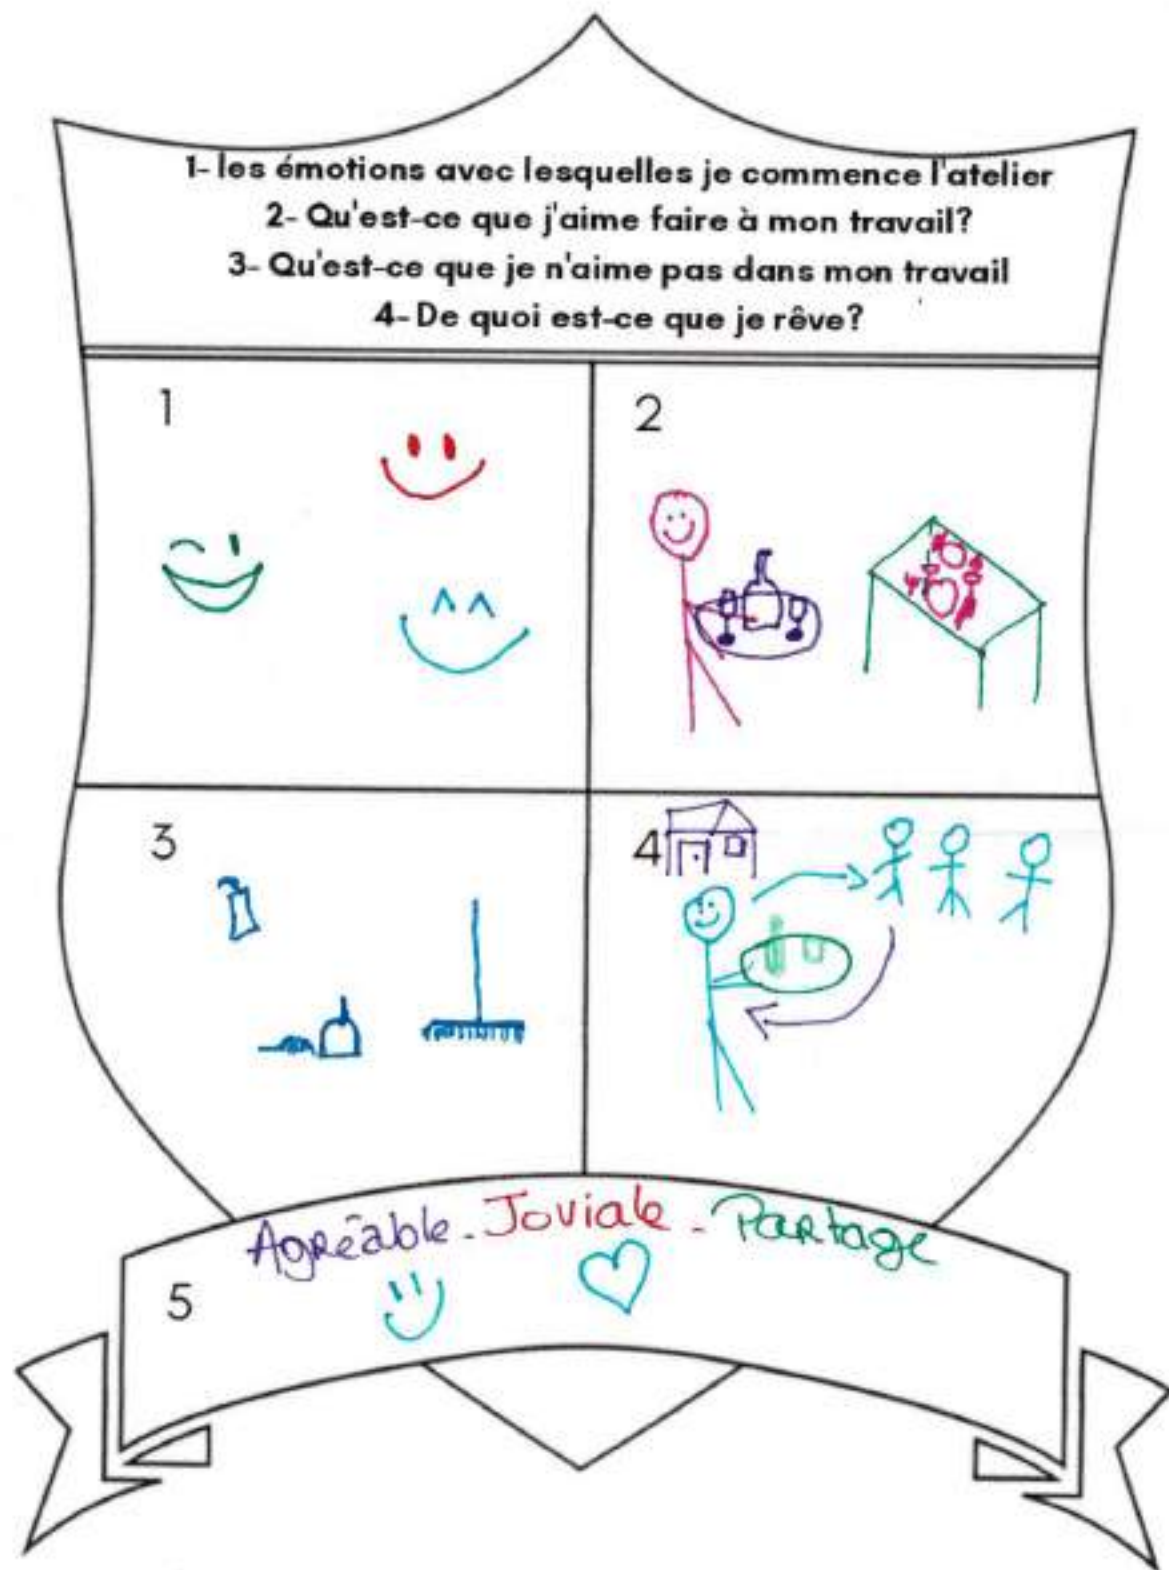 1- les émotions avec lesquelles je commence l'atelier
2- Qu'est-ce que j'aime faire à mon travail?
3- Qu'est-ce que je n'aime pas dans mon travail
4- De quoi est-ce que je rêve?
1
2
3
4
Agréable - Joviale - Partage
5